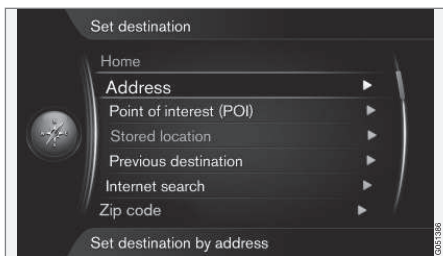 Set destination
Home
Address
Point of interest (POI)
Stored location
Previous destination
Internet search
Zip code
Set destination by address
G051386